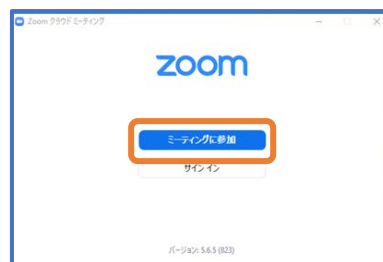 Zoom クラウド ミーティング
zoom
ミーティングに参加
サイン イン
バージョン: 5.6.5 (823)